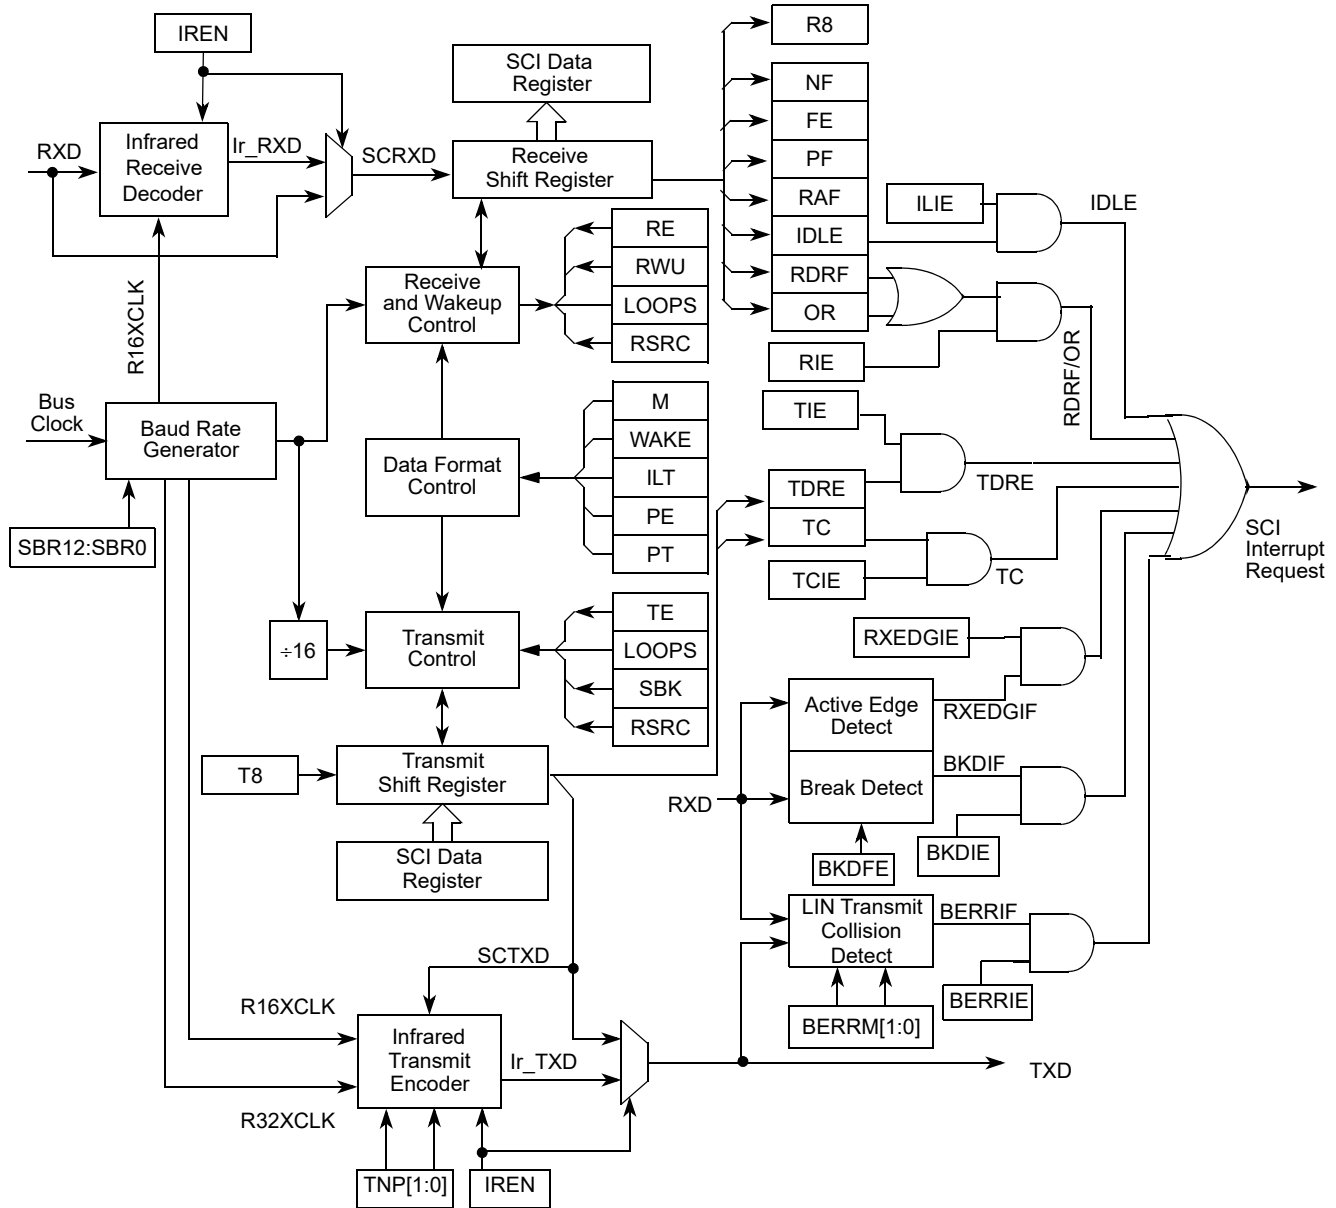 IREN
SCI Data
Register
R8
NF
FE
PF
RAF
IDLE
RDRF
OR
RXD
Infrared
Receive
Decoder
Ir_RXD
SCRXD
Receive
Shift Register
ILIE
IDLE
RE
RWU
LOOPS
RSRC
Receive
and Wakeup
Control
R16XCLK
RIE
RDRF/OR
Bus
Clock
Baud Rate
Generator
M
WAKE
ILT
PE
PT
Data Format
Control
TIE
TDRE
TC
TDRE
TCIE
TC
SCI
Interrupt
Request
SBR12:SBR0
÷16
Transmit
Control
TE
LOOPS
SBK
RSRC
RXEDGIE
Active Edge
Detect
RXEDGIF
T8
Transmit
Shift Register
RXD
Break Detect
BKDIF
BKDIE
BKDFE
SCI Data
Register
LIN Transmit
Collision
Detect
BERRIF
BERRIE
BERRM[1:0]
SCTXD
R16XCLK
Infrared
Transmit
Encoder
Ir_TXD
TXD
R32XCLK
TNP[1:0]
IREN